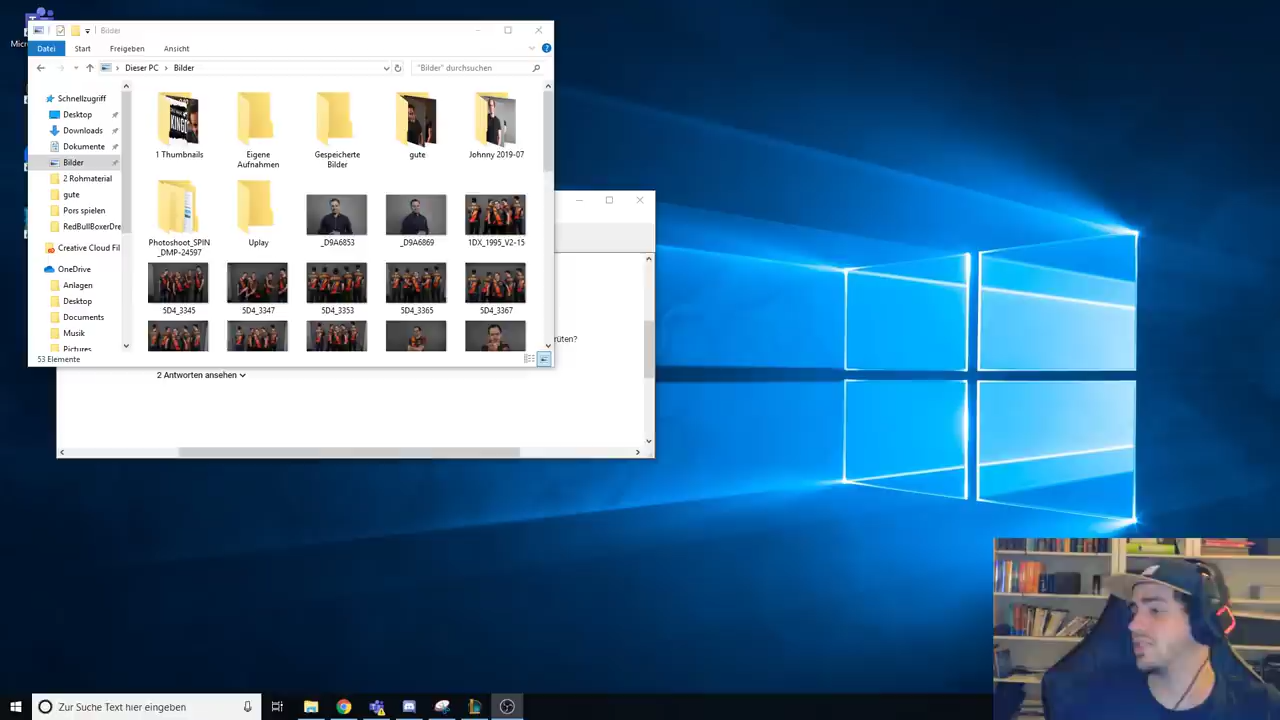 Micr
Bilder
Datei
Start
Freigeben
Ansicht
Dieser PC > Bilder
"Bilder" durchsuchen
Schnellzugriff
Desktop
Downloads
Dokumente
Bilder
2 Rohmaterial
gute
Pors spielen
RedBullBoxerDre
Creative Cloud Fil
OneDrive
Anlagen
Desktop
Documents
Musik
Pictures
1 Thumbnails
Eigene
Aufnahmen
Gespeicherte
Bilder
gute
Johnny 2019-07
Photoshoot_SPIN
_DMP-24597
Uplay
_D9A6853
_D9A6869
1DX_1995_V2-15
5D4_3345
5D4_3347
5D4_3353
5D4_3365
5D4_3367
53 Elemente
rüten?
2 Antworten ansehen
Zur Suche Text hier eingeben